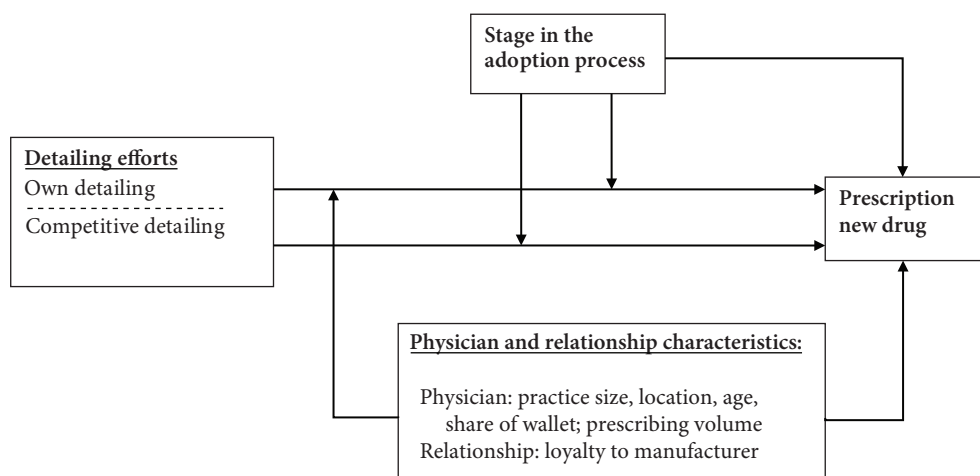 Stage in the
adoption process
Detailing efforts
Own detailing
Competitive detailing
Prescription
new drug
Physician and relationship characteristics:
Physician: practice size, location, age,
share of wallet; prescribing volume
Relationship: loyalty to manufacturer